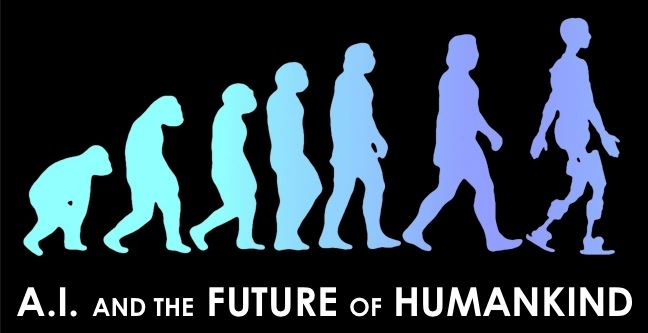 A.I. AND THE FUTURE OF HUMANKIND